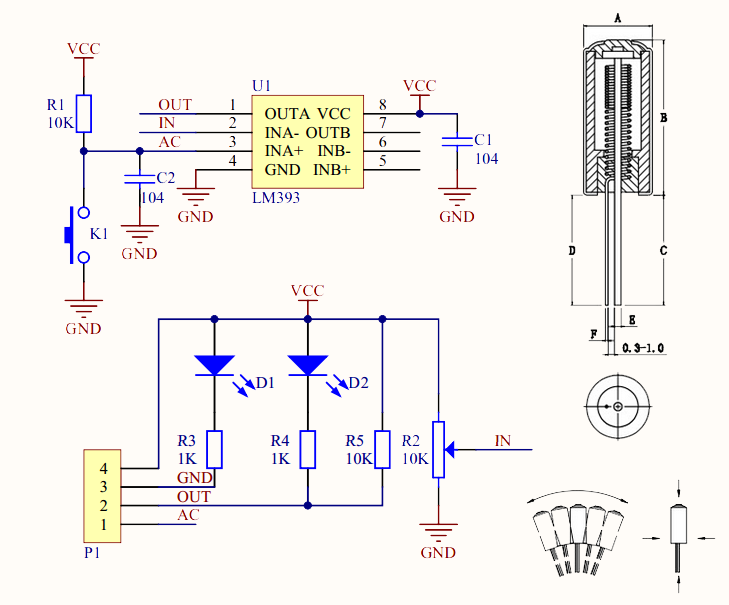 VCC
R1
10K
OUT
IN
AC
1
2
3
4
U1
OUTA VCC
INA- OUTB
INA+ INB-
GND INB+
LM393
8
7
6
5
VCC
C1
104
GND
GND
C2
104
GND
K1
GND
A
B
C
D
E
F
0.3-1.0
VCC
D1
D2
R3
1K
R4
1K
R5
10K
R2
10K
IN
GND
4
3
2
1
GND
OUT
AC
P1